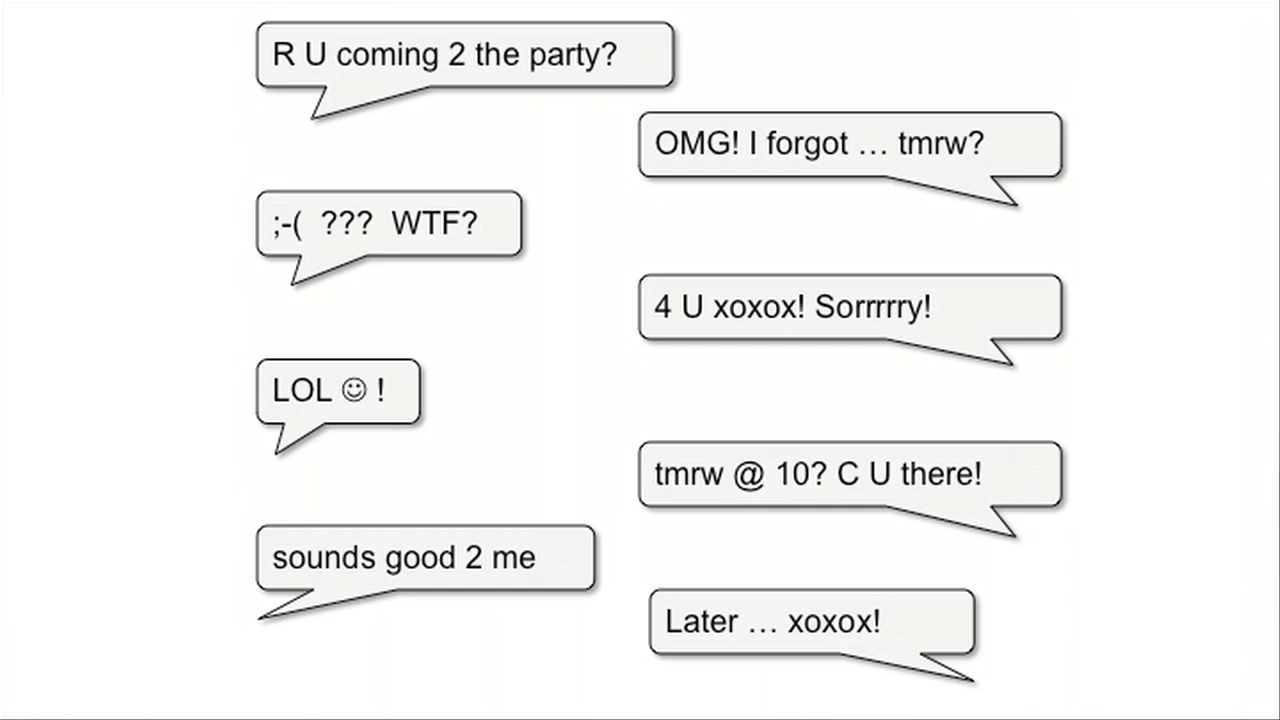 R U coming 2 the party?
OMG! I forgot … tmrw?
;-(  ???  WTF?
4 U xoxox! Sorrrrry!
LOL ☺ !
tmrw @ 10? C U there!
sounds good 2 me
Later … xoxox!